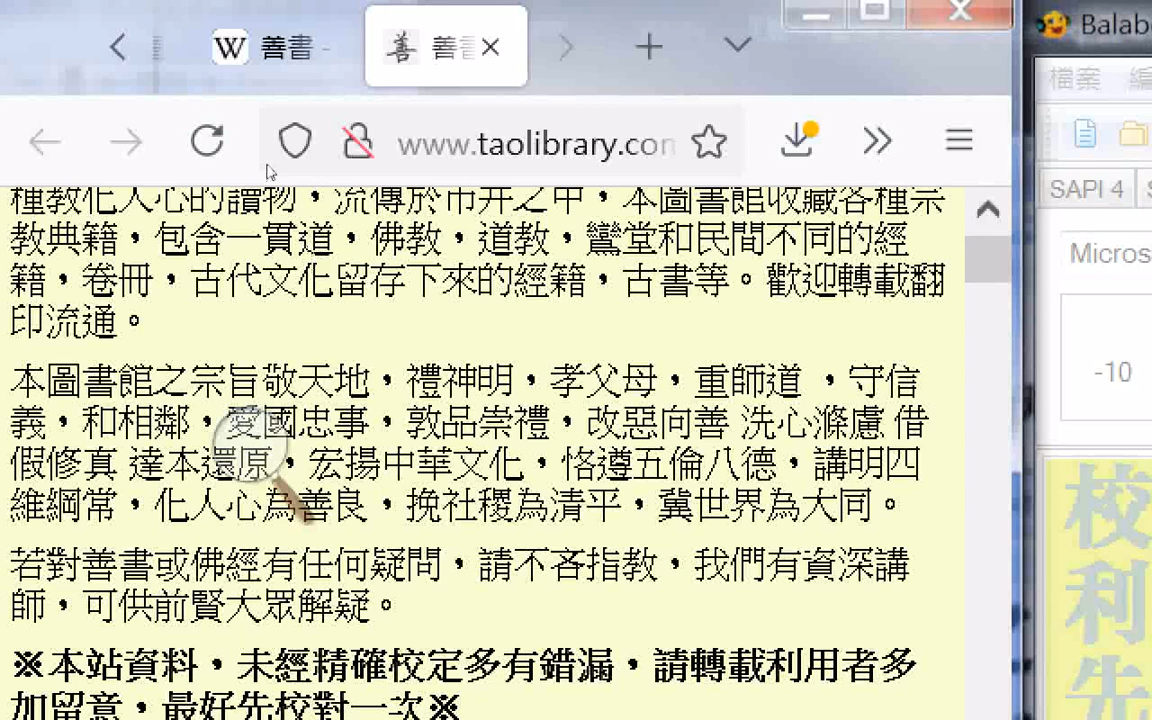 善書 -
善書
www.taolibrary.con
Balab
檔案
SAPI 4
Micros
-10
種教化人心的讀物，流傳於市井之中，本圖書館收藏各種宗
教典籍，包含一貫道，佛教，道教，鸞堂和民間不同的經
籍，卷冊，古代文化留存下來的經籍，古書等。歡迎轉載翻
印流通。
本圖書館之宗旨敬天地，禮神明，孝父母，重師道 ，守信
義，和相鄰，愛國忠事，敦品崇禮，改惡向善 洗心滌慮 借
假修真 達本還原，宏揚中華文化，恪遵五倫八德，講明四
維綱常，化人心為善良，挽社稷為清平，冀世界為大同。
若對善書或佛經有任何疑問，請不吝指教，我們有資深講
師，可供前賢大眾解疑。
※本站資料，未經精確校定多有錯漏，請轉載利用者多
加留意，最好先校對一次※
校
利
先